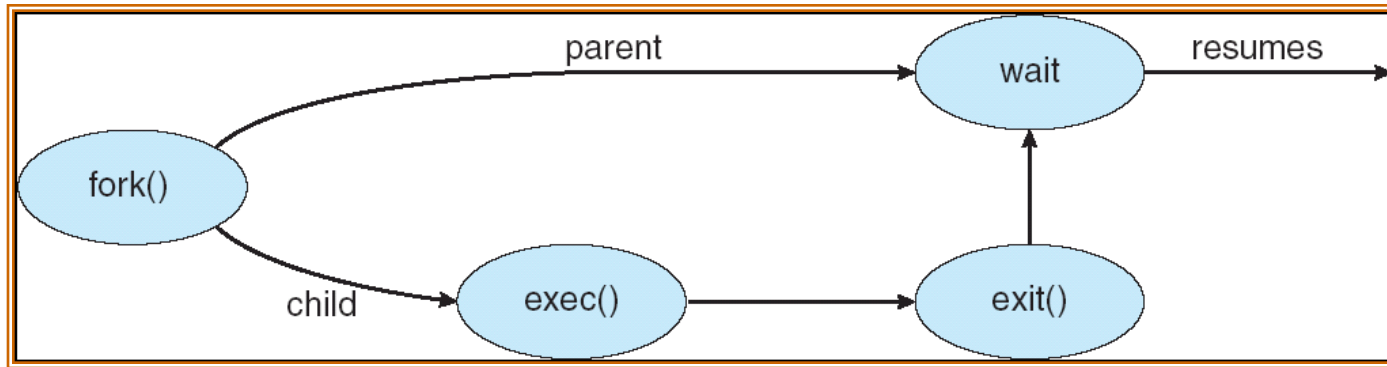 parent
resumes
wait
fork()
child
exec()
exit()